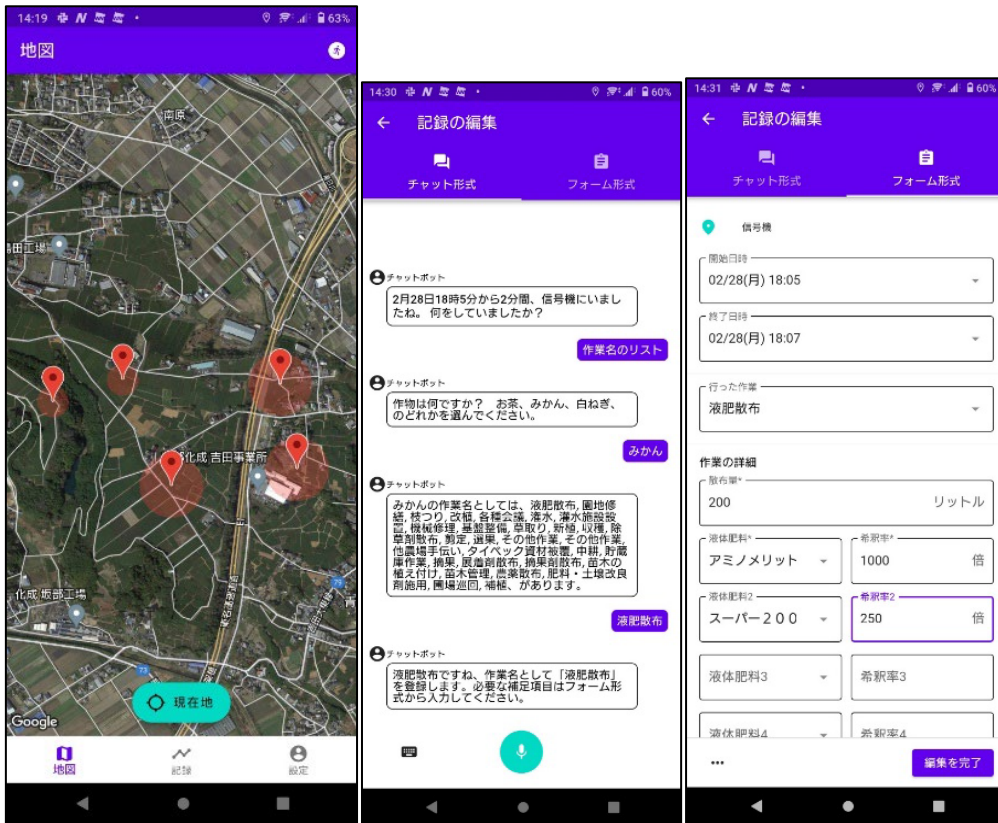 14:19
63%
地図
南原
化成 吉田事業所
東名高速道路
化成 坂部工場
73
73
現在地
Google
地図
記録
設定
14:30
60%
記録の編集
チャット形式
フォーム形式
チャットボット
2月28日18時5分から2分間、信号機にいまし
たね。 何をしていましたか？
作業名のリスト
チャットボット
作物は何ですか？　お茶、みかん、白ねぎ、
のどれかを選んでください。
みかん
チャットボット
みかんの作業名としては、液肥散布, 園地修
繕, 枝つり, 改植, 各種会議, 潅水, 灌水施設設
置, 機械修理, 基盤整備, 草取り, 新植, 収穫, 除
草剤散布, 剪定, 選果, その他作業, その他作業,
他農場手伝い, タイベック資材被覆, 中耕, 貯蔵
庫作業, 摘果, 展着剤散布, 摘果剤散布, 苗木の
植え付け, 苗木管理, 農薬散布, 肥料・土壌改良
剤施用, 圃場巡回, 補植、があります。
液肥散布
チャットボット
液肥散布ですね、作業名として「液肥散布」
を登録します。必要な補足項目はフォーム形
式から入力してください。
14:31
60%
記録の編集
チャット形式
フォーム形式
信号機
開始日時
02/28(月) 18:05
終了日時
02/28(月) 18:07
行った作業
液肥散布
作業の詳細
散布量*
200 リットル
液体肥料*
アミノメリット
希釈率*
1000 倍
液体肥料2
スーパー２００
希釈率2
250 倍
液体肥料3
希釈率3
液体肥料4
希釈率4
編集を完了